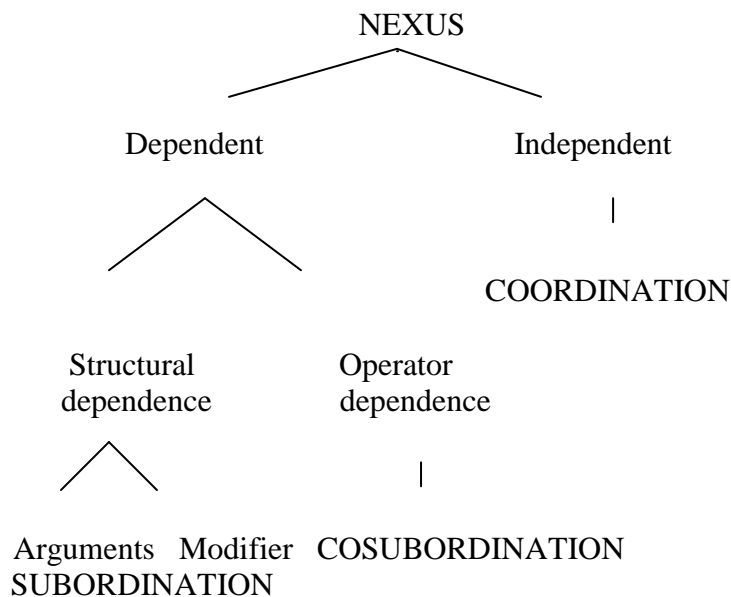 NEXUS
Dependent Independent
COORDINATION
Structural Operator
dependence dependence
Arguments Modifier COSUBORDINATION
SUBORDINATION